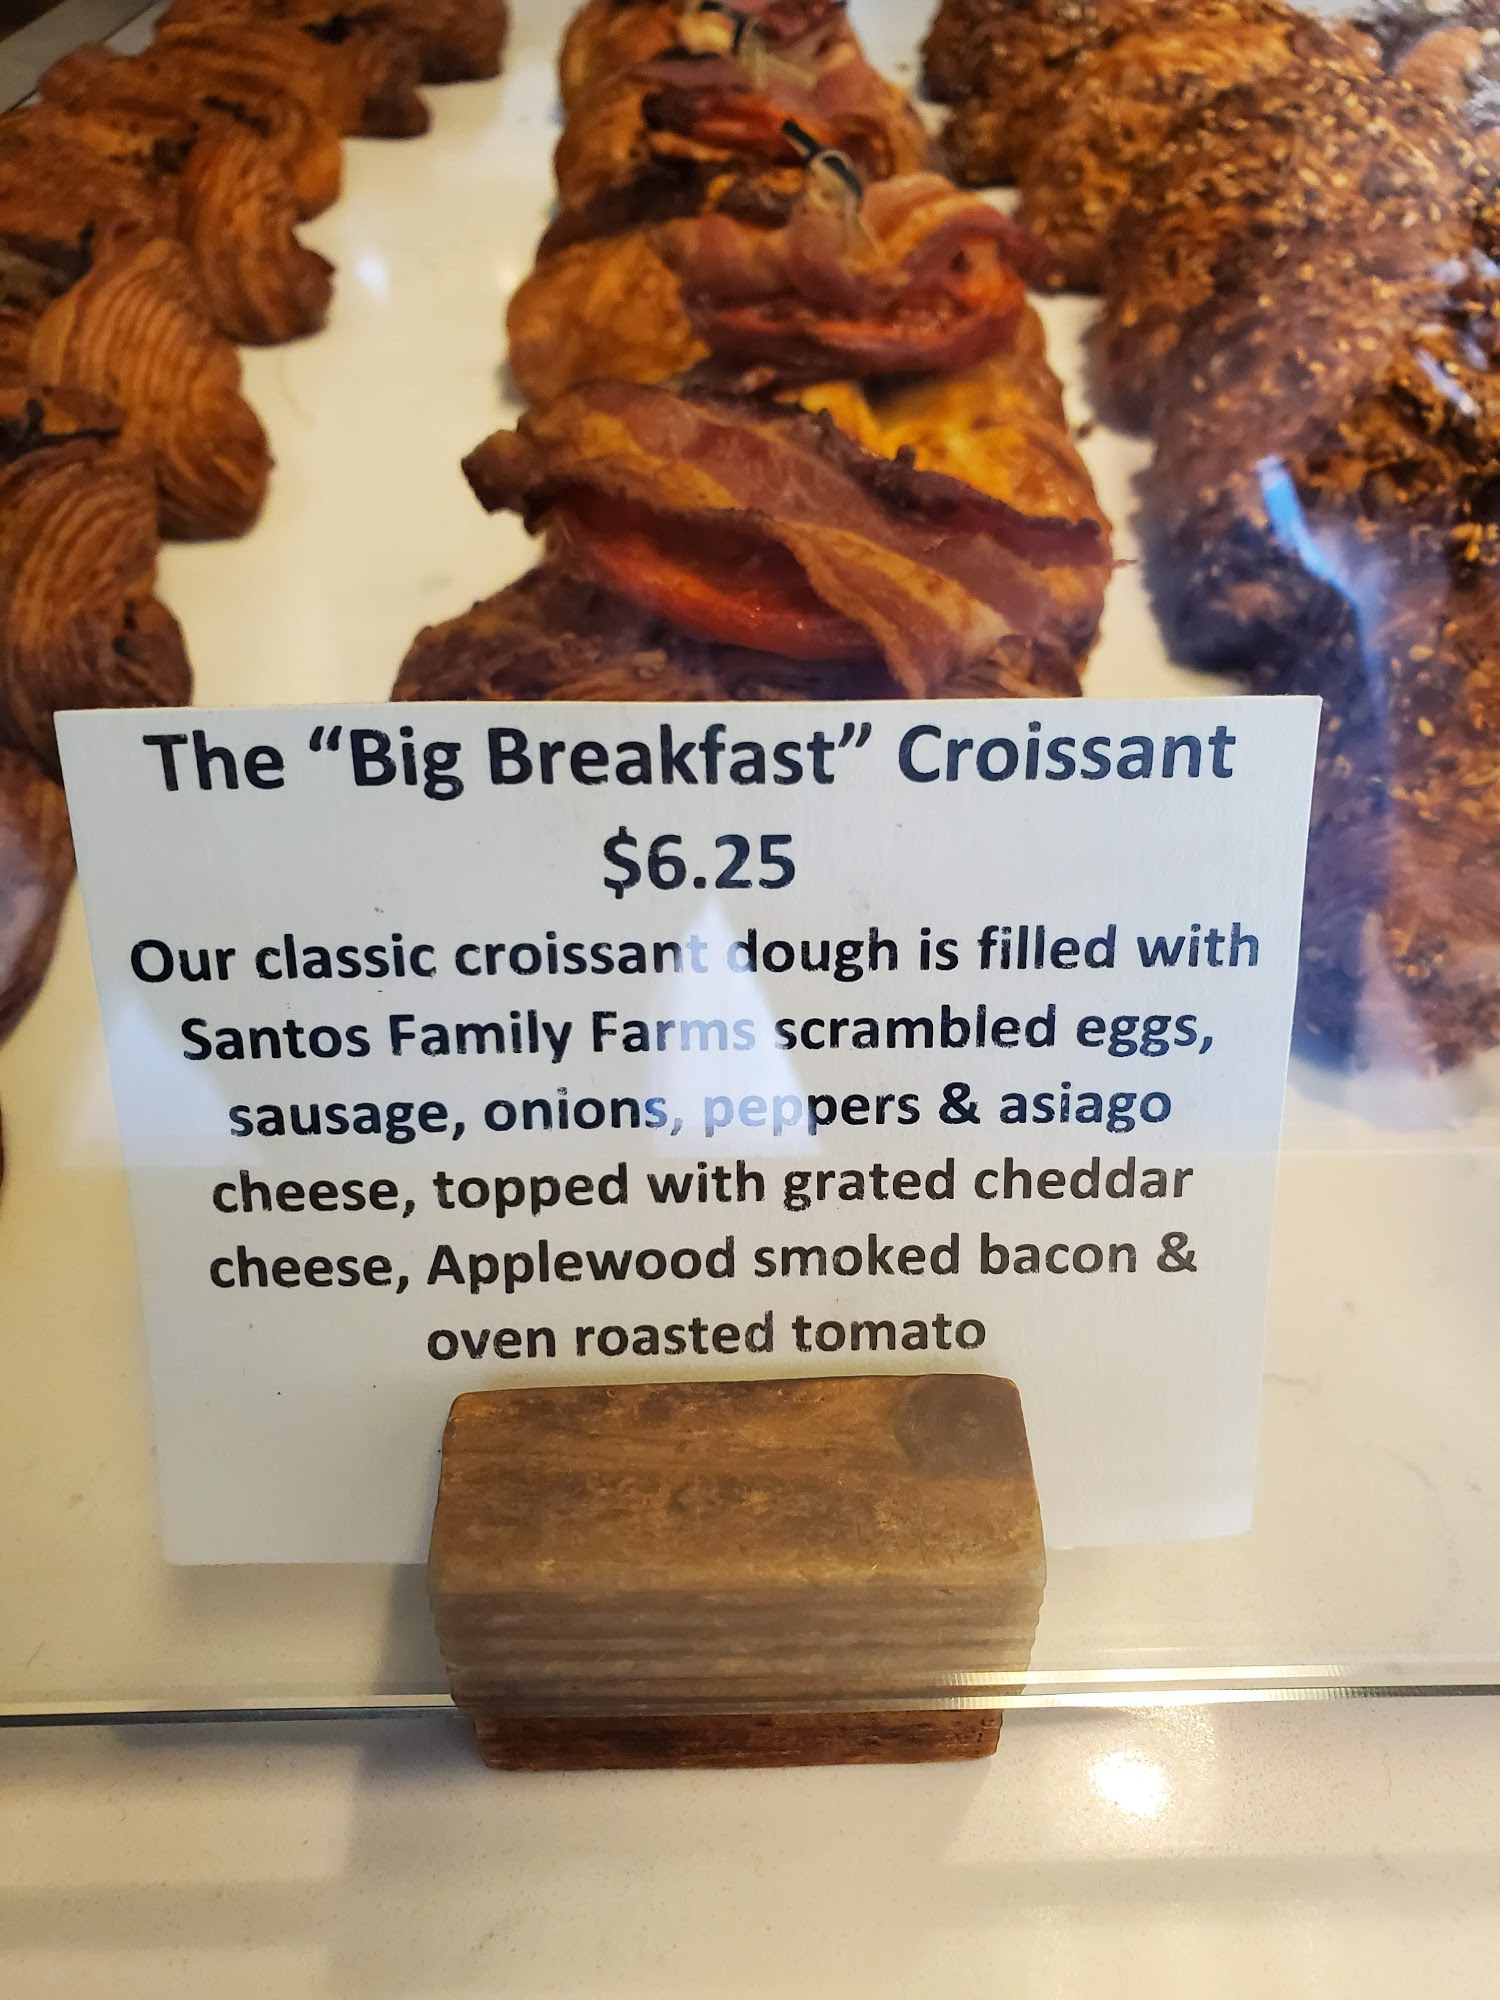 The “Big Breakfast” Croissant
$6.25
Our classic croissant dough is filled with
Santos Family Farms scrambled eggs,
sausage, onions, peppers & asiago
cheese, topped with grated cheddar
cheese, Applewood smoked bacon &
oven roasted tomato